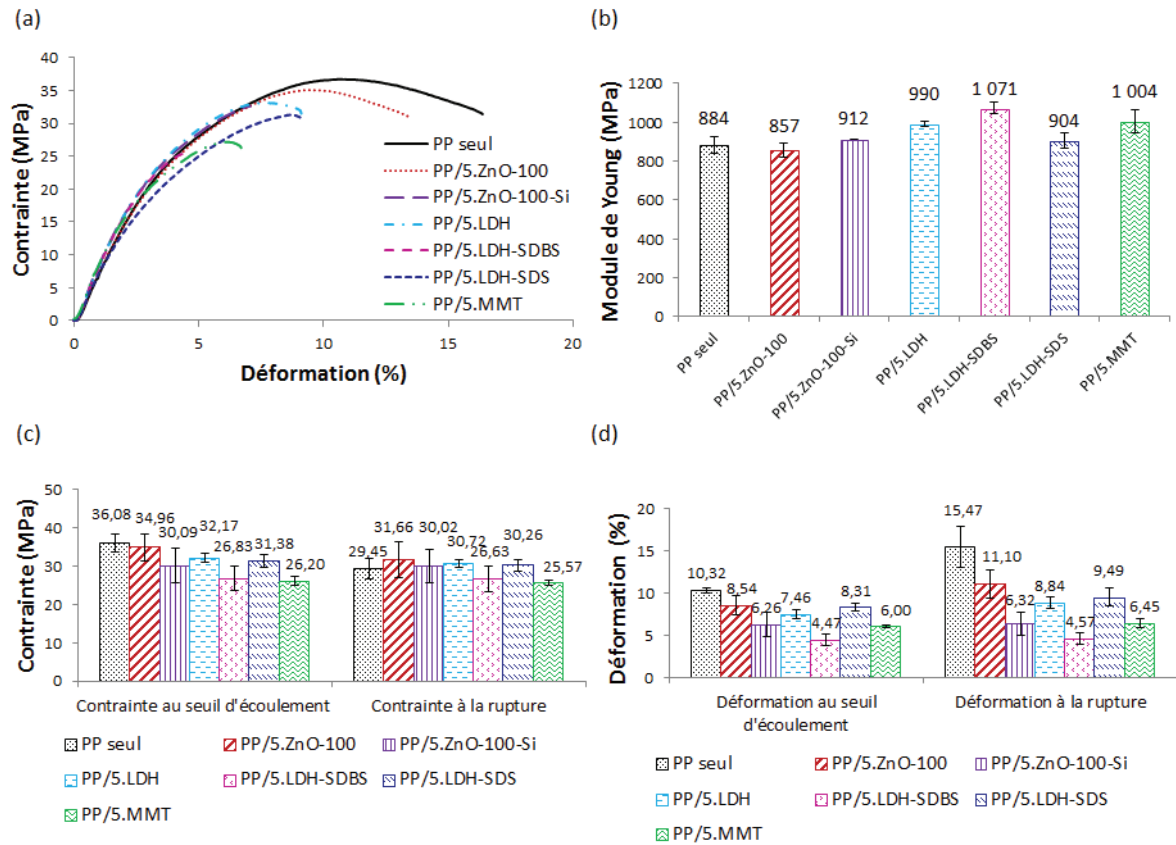 (a)
Contrainte (MPa)
40
35
30
25
20
15
10
5
0
0 5 10 15 20
Déformation (%)
PP seul
PP/5.ZnO-100
PP/5.ZnO-100-Si
PP/5.LDH
PP/5.LDH-SDBS
PP/5.LDH-SDS
PP/5.MMT
(b)
Module de Young (MPa)
1200
1000
800
600
400
200
0
884 857 912 990 1 071 904 1 004
PP seul
PP/5.ZnO-100
PP/5.ZnO-100-Si
PP/5.LDH
PP/5.LDH-SDBS
PP/5.LDH-SDS
PP/5.MMT
(c)
Contrainte (MPa)
50
40
30
20
10
0
36,08 34,96 30,09 32,17 26,83 31,38 26,20
29,45 31,66 30,02 30,72 26,63 30,26 25,57
Contrainte au seuil d'écoulement
Contrainte à la rupture
PP seul
PP/5.ZnO-100
PP/5.ZnO-100-Si
PP/5.LDH
PP/5.LDH-SDBS
PP/5.LDH-SDS
PP/5.MMT
(d)
Déformation (%)
20
15
10
5
0
10,32 8,54 6,26 7,46 4,47 8,31 6,00
15,47 11,10 6,32 8,84 4,57 9,49 6,45
Déformation au seuil
d'écoulement
Déformation à la rupture
PP seul
PP/5.ZnO-100
PP/5.ZnO-100-Si
PP/5.LDH
PP/5.LDH-SDBS
PP/5.LDH-SDS
PP/5.MMT